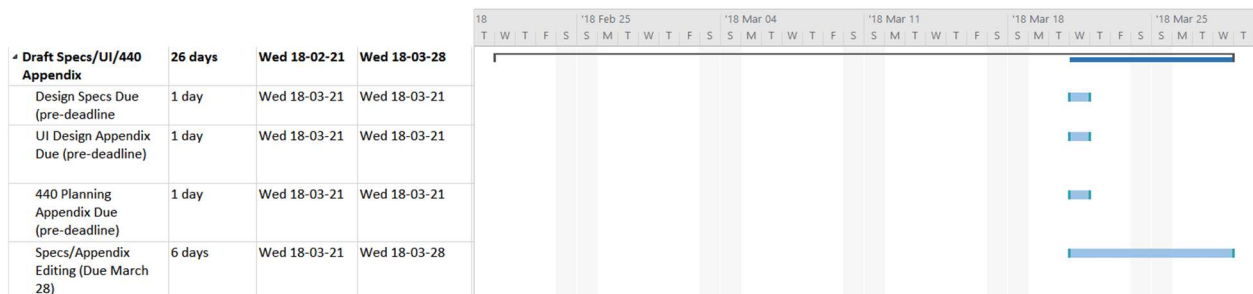 18 '18 Feb 25 '18 Mar 04 '18 Mar 11 '18 Mar 18 '18 Mar 25
T W T F S S M T W T F S S M T W T F S S M T W T F S S M T W T F S S M T W T
Draft Specs/UI/440 26 days Wed 18-02-21 Wed 18-03-28
Appendix
Design Specs Due 1 day Wed 18-03-21 Wed 18-03-21
(pre-deadline
UI Design Appendix 1 day Wed 18-03-21 Wed 18-03-21
Due (pre-deadline)
440 Planning 1 day Wed 18-03-21 Wed 18-03-21
Appendix Due
(pre-deadline)
Specs/Appendix 6 days Wed 18-03-21 Wed 18-03-28
Editing (Due March
28)